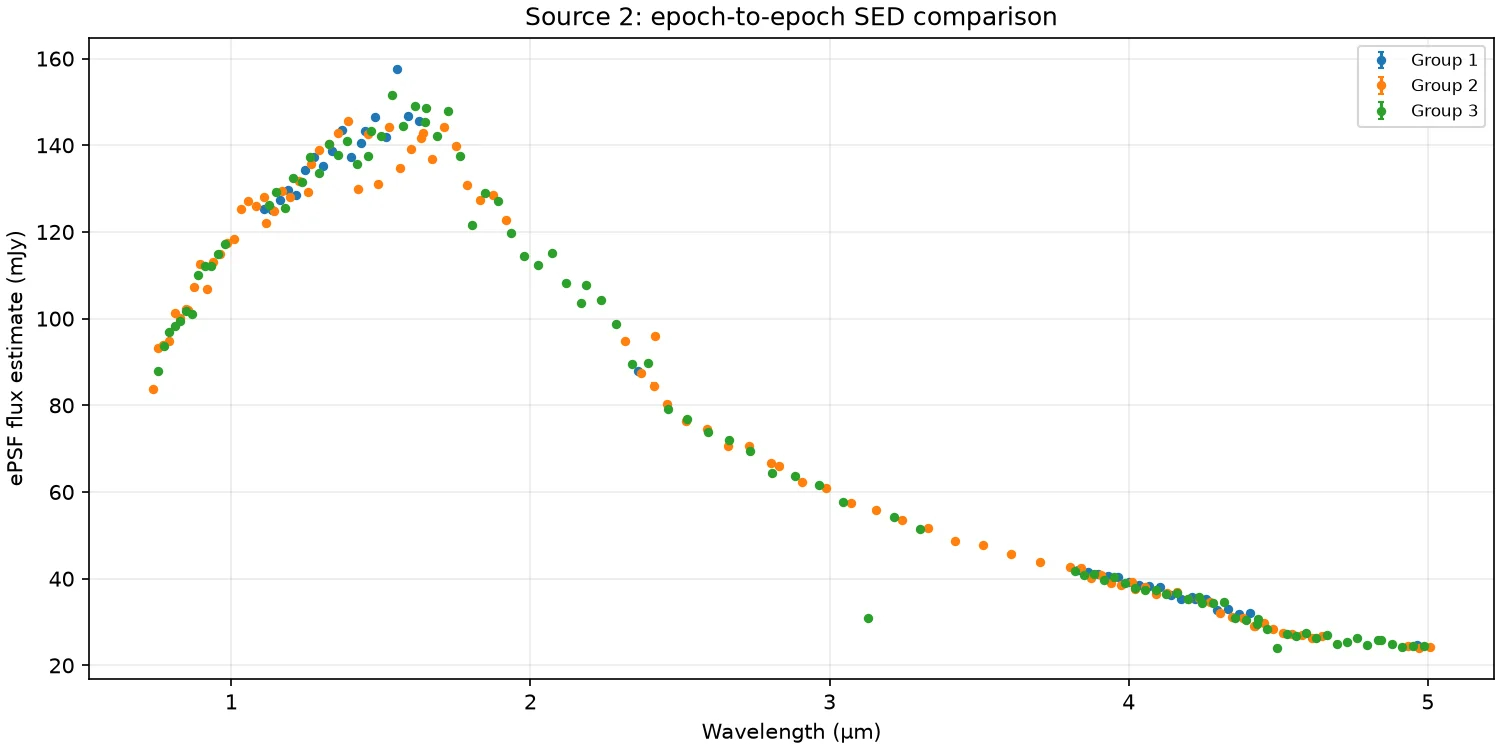 Source 2: epoch-to-epoch SED comparison
Group 1
Group 2
Group 3
ePSF flux estimate (mJy)
160
140
120
100
80
60
40
20
1 2 3 4 5
Wavelength (µm)